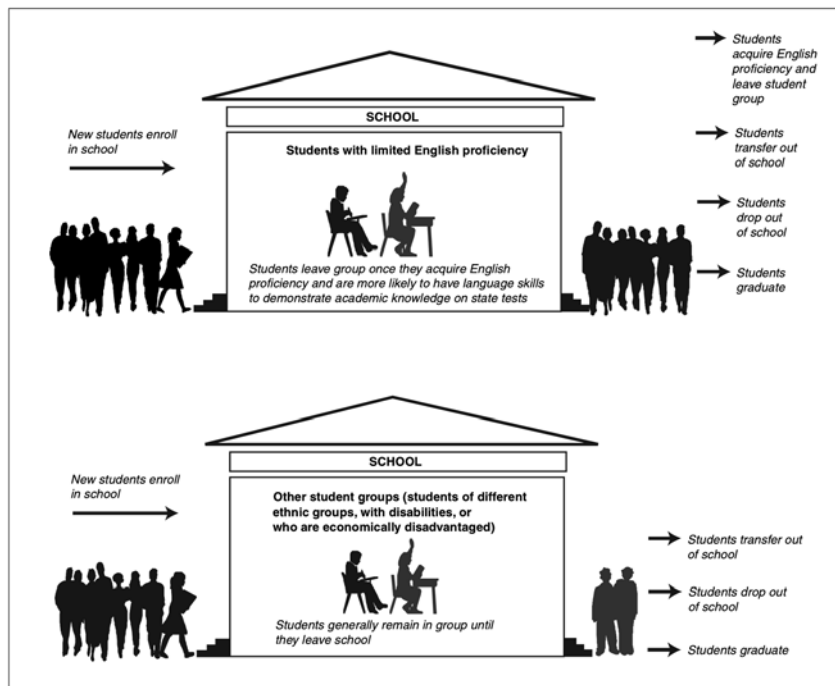 New students enroll
in school
SCHOOL
Students with limited English proficiency
Students leave group once they acquire English
proficiency and are more likely to have language skills
to demonstrate academic knowledge on state tests
Students
acquire English
proficiency and
leave student
group
Students
transfer out
of school
Students
drop out
of school
Students
graduate
New students enroll
in school
SCHOOL
Other student groups (students of different
ethnic groups, with disabilities, or
who are economically disadvantaged)
Students generally remain in group until
they leave school
Students transfer out
of school
Students drop out
of school
Students graduate